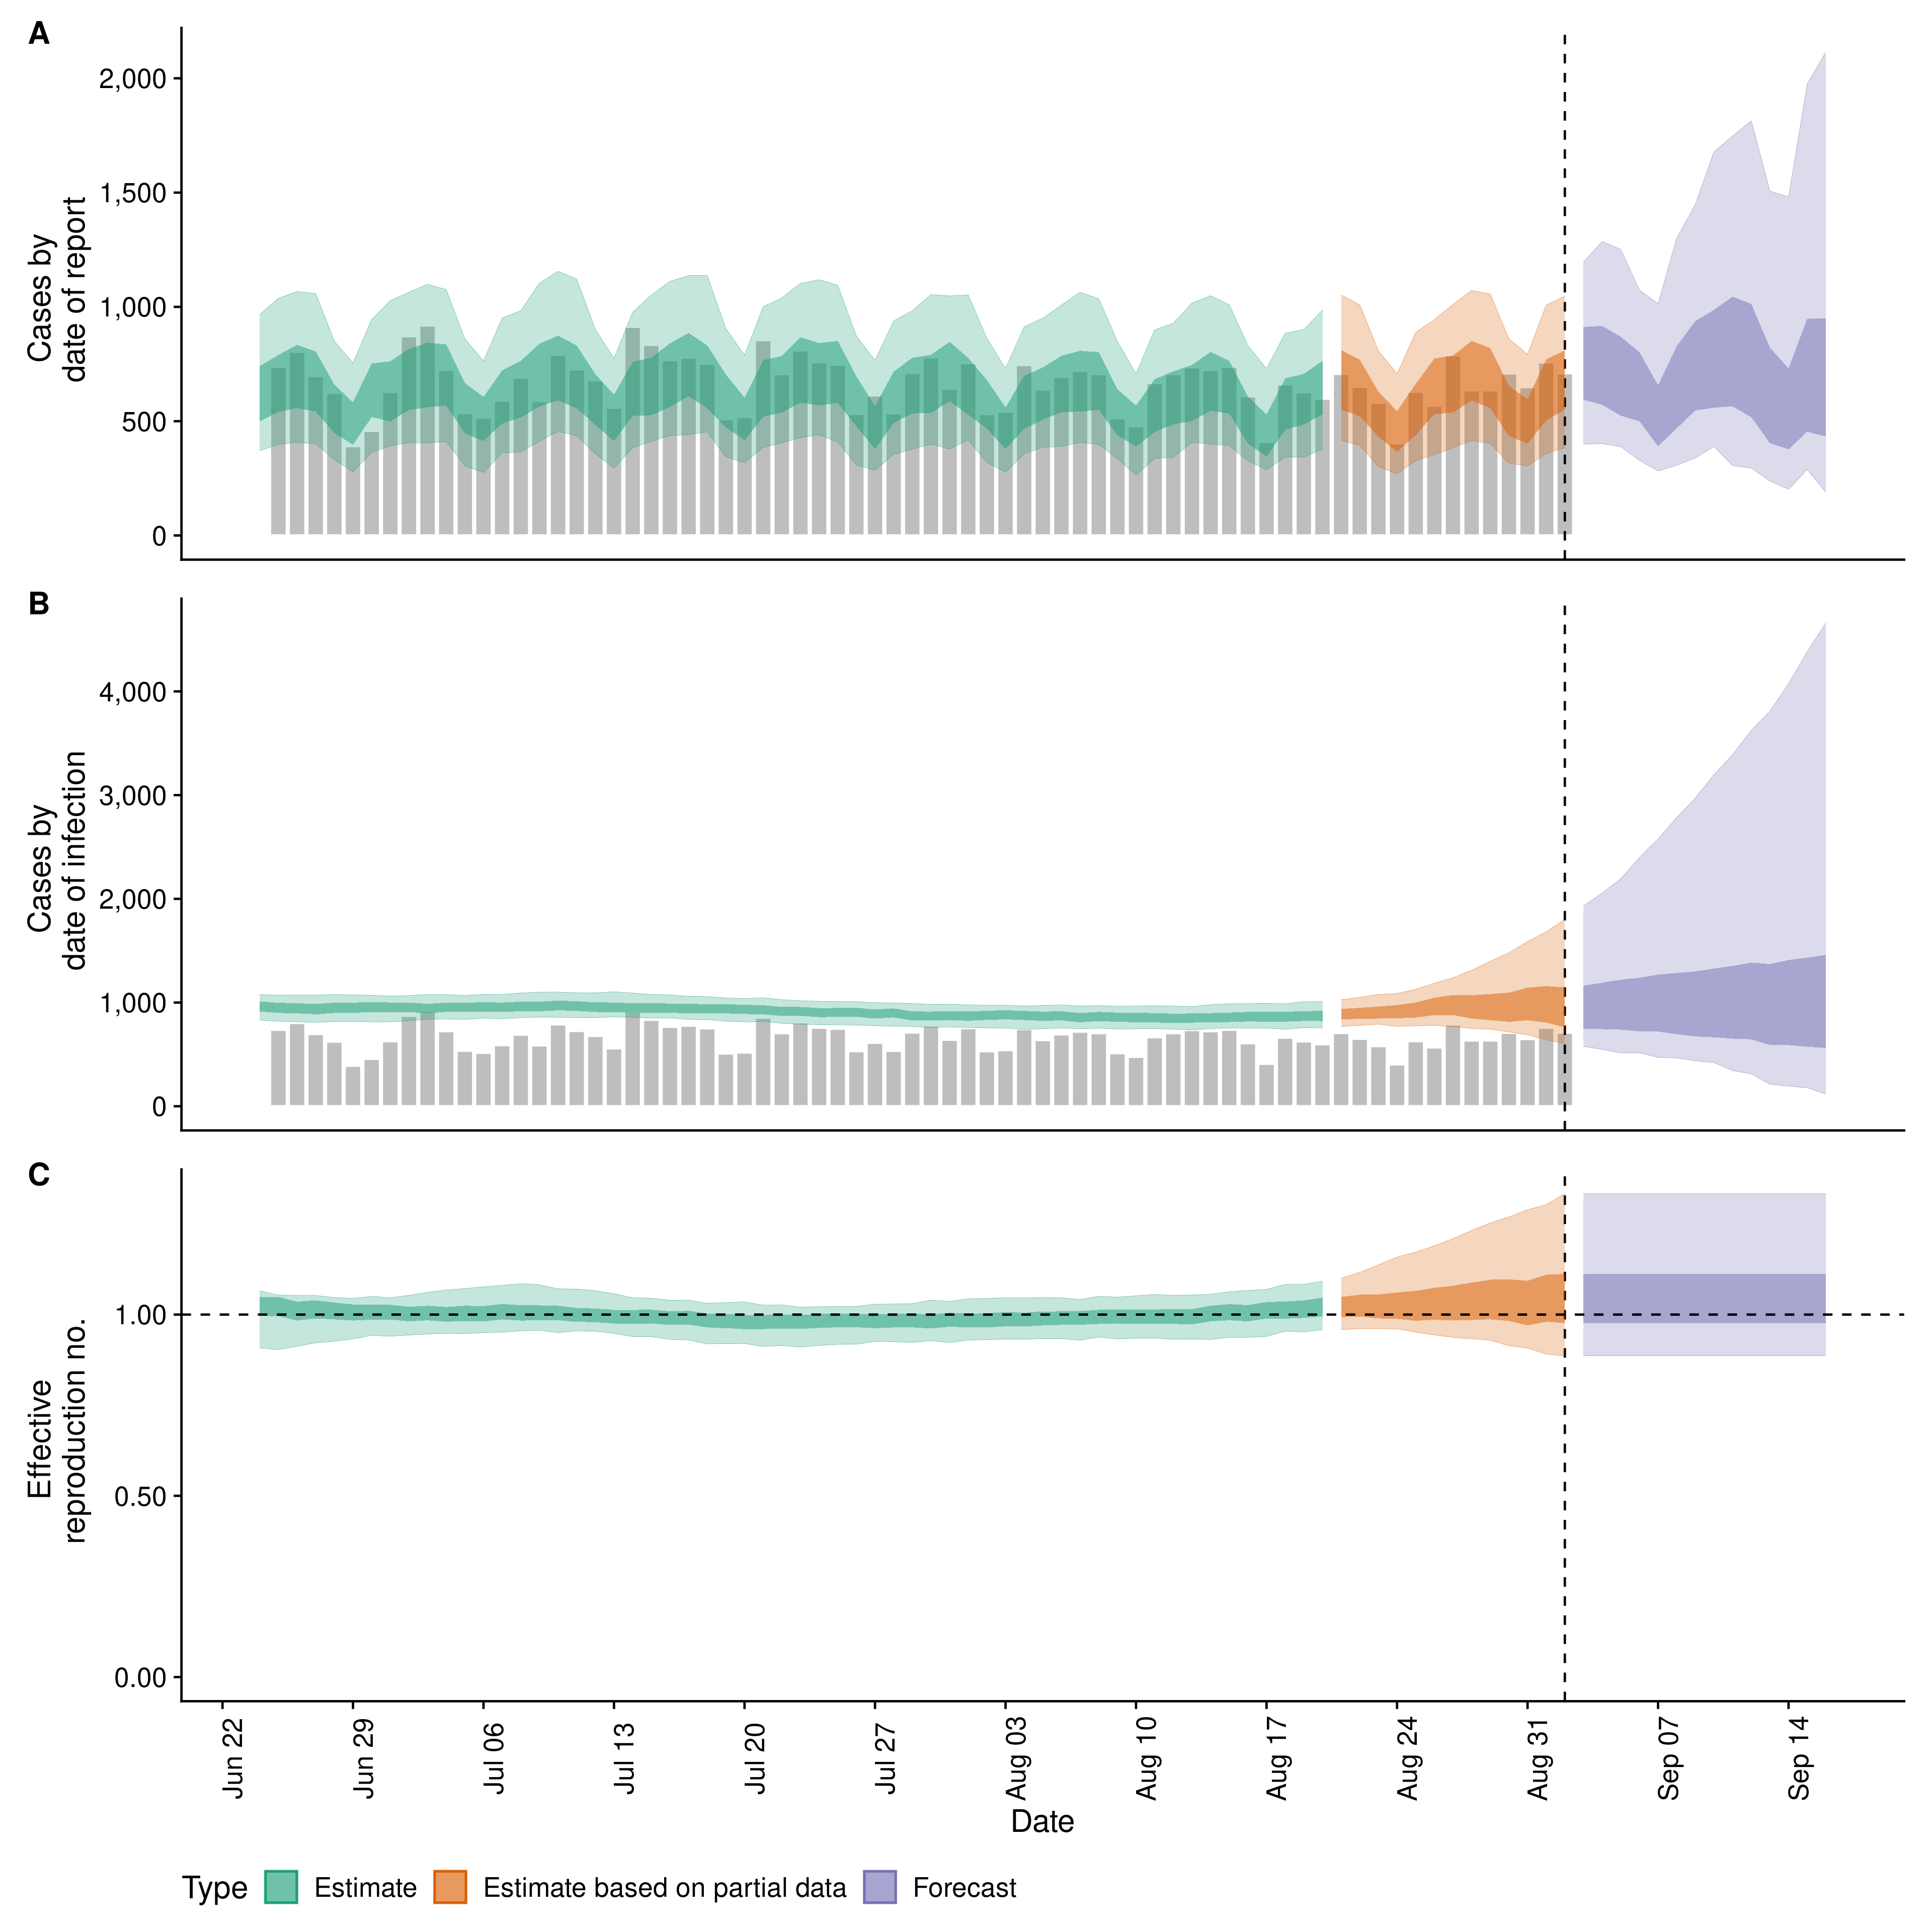 A
Cases by
date of report
2,000
1,500
1,000
500
0
B
Cases by
date of infection
4,000
3,000
2,000
1,000
0
C
Effective
reproduction no.
1.00
0.50
0.00
Jun 22
Jun 29
Jul 06
Jul 13
Jul 20
Jul 27
Aug 03
Aug 10
Aug 17
Aug 24
Aug 31
Sep 07
Sep 14
Date
Type Estimate Estimate based on partial data Forecast